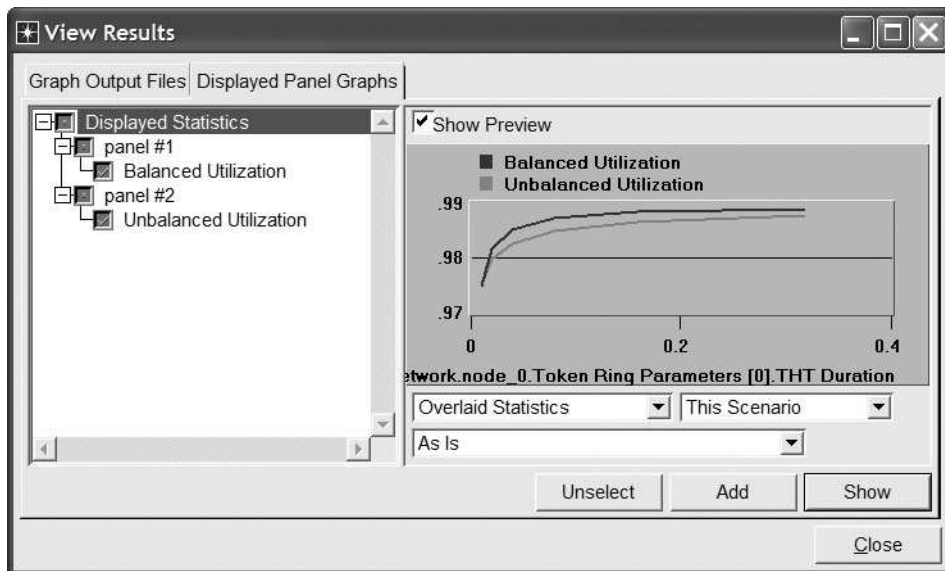 View Results
Graph Output Files Displayed Panel Graphs
Displayed Statistics
panel #1
Balanced Utilization
panel #2
Unbalanced Utilization
Show Preview
Balanced Utilization
Unbalanced Utilization
.99
.98
.97
0 0.2 0.4
etwork.node_0.Token Ring Parameters [0].THT Duration
Overlaid Statistics This Scenario
As Is
Unselect Add Show
Close